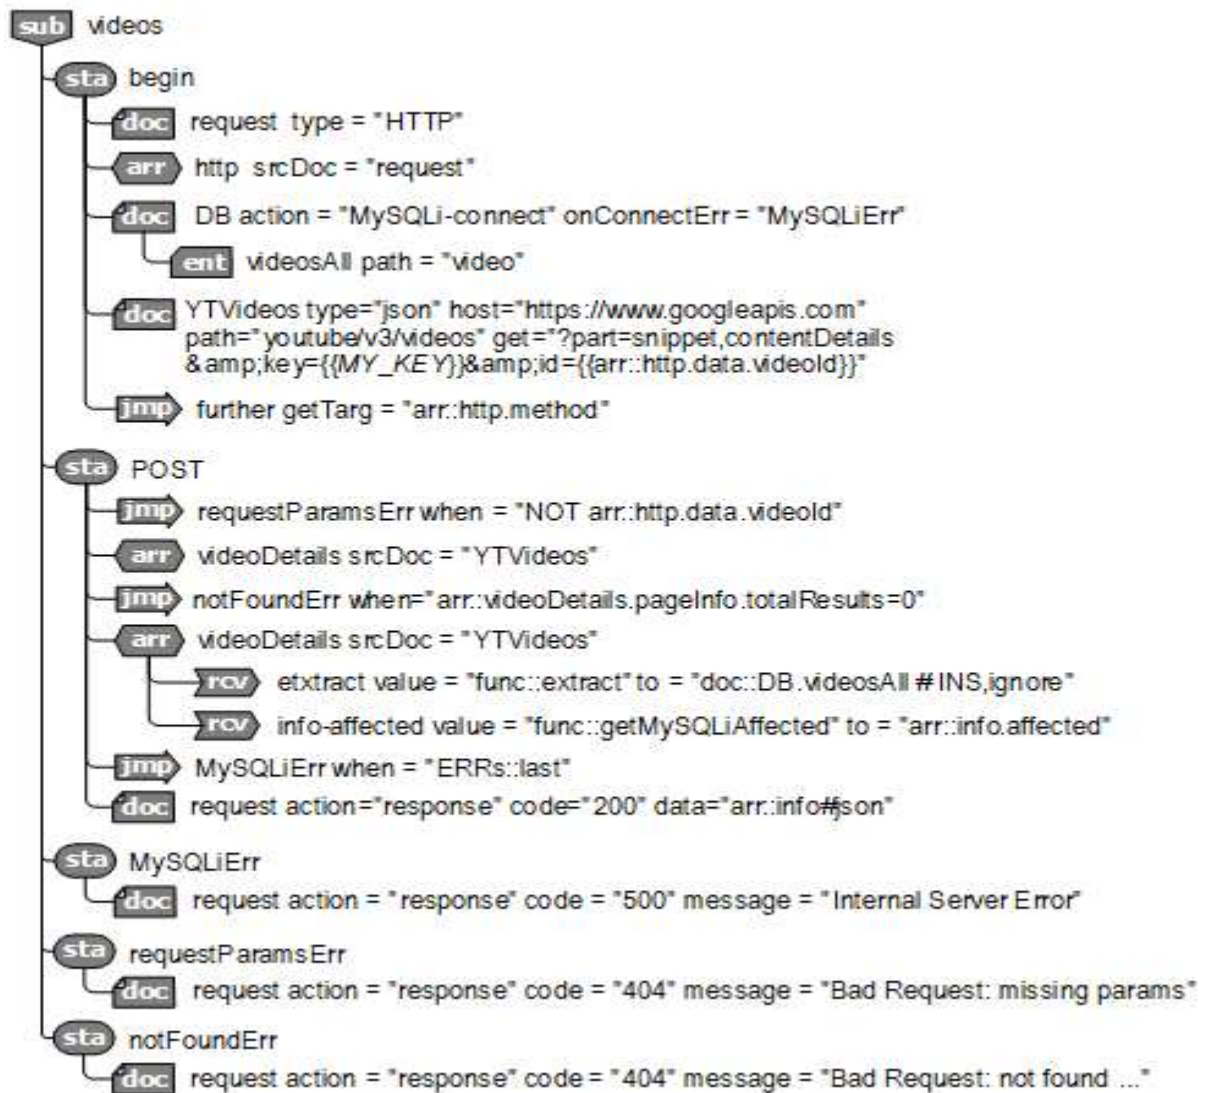 sub videos
sta begin
doc request type = "HTTP"
arr http srcDoc = "request"
doc DB action = "MySQLi-connect" onConnectErr = "MySQLiErr"
ent videosAll path = "video"
doc YTVideos type="json" host="https://www.googleapis.com"
path="youtube/v3/videos" get="?part=snippet,contentDetails
&amp;key={{MY_KEY}}&amp;id={{arr::http.data.videoId}}"
jmp further getTarg = "arr::http.method"
sta POST
jmp requestParamsErr when = "NOT arr::http.data.videoId"
arr videoDetails srcDoc = "YTVideos"
jmp notFoundErr when="arr::videoDetails.pageInfo.totalResults=0"
arr videoDetails srcDoc = "YTVideos"
rcv etxtract value = "func::extract" to = "doc::DB.videosAll # INS,ignore"
rcv info-affected value = "func::getMySQLiAffected" to = "arr::info.affected"
jmp MySQLiErr when = "ERRs::last"
doc request action="response" code="200" data="arr::info#json"
sta MySQLiErr
doc request action = "response" code = "500" message = "Internal Server Error"
sta requestParamsErr
doc request action = "response" code = "404" message = "Bad Request: missing params"
sta notFoundErr
doc request action = "response" code = "404" message = "Bad Request: not found ..."